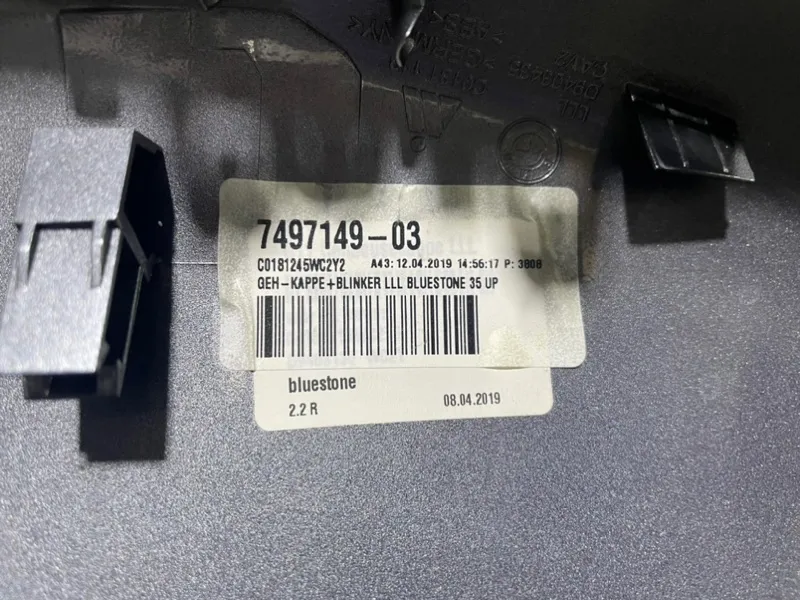 7497149-03
C0181245WC2Y2 A43: 12.04.2019 14:56:17 P: 3808
GEH-KAPPE+BLINKER LLL BLUESTONE 35 UP
bluestone
2.2 R 08.04.2019